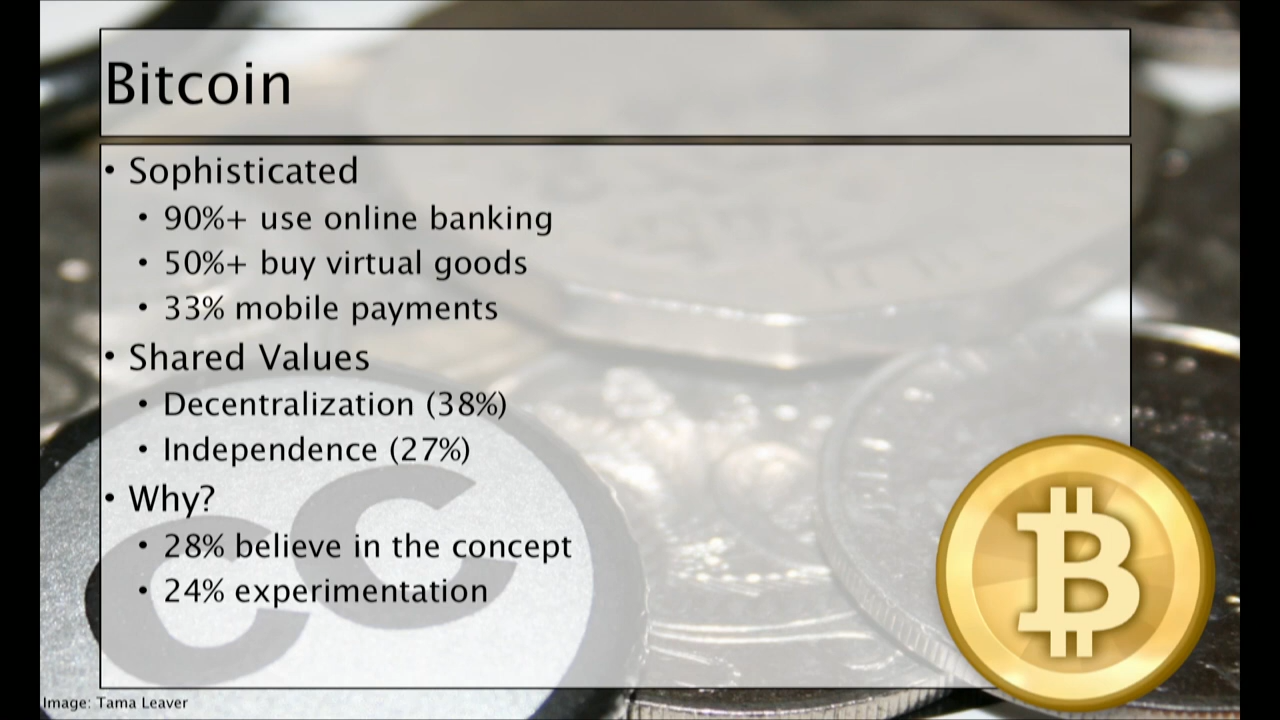 Bitcoin
• Sophisticated
• 90%+ use online banking
• 50%+ buy virtual goods
• 33% mobile payments
• Shared Values
• Decentralization (38%)
• Independence (27%)
• Why?
• 28% believe in the concept
• 24% experimentation
cc
B
Image: Tama Leaver